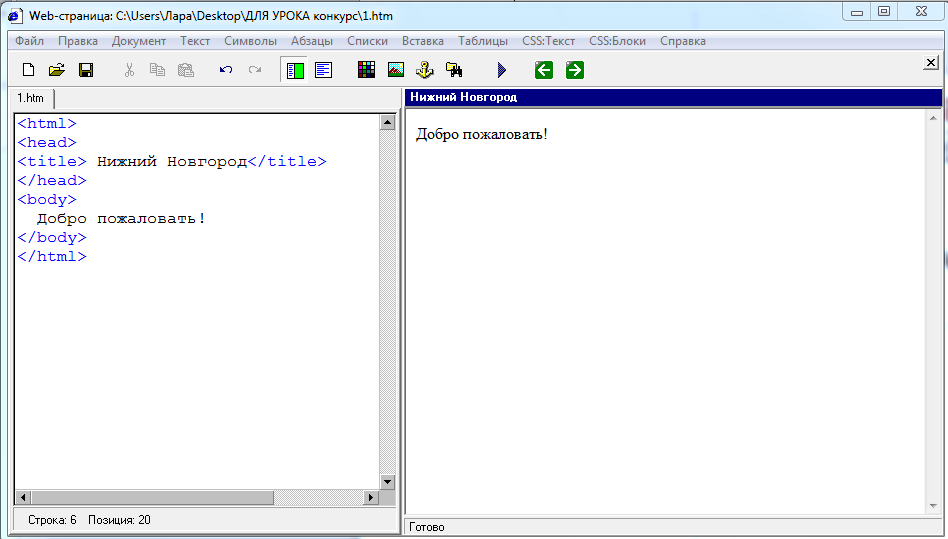 Web-страница: C:\Users\Лара\Desktop\ДЛЯ УРОКА конкурс\1.htm
Файл Правка Документ Текст Символы Абзацы Списки Вставка Таблицы CSS:Текст CSS:Блоки Справка
1.htm
<html>
<head>
<title> Нижний Новгород</title>
</head>
<body>
  Добро пожаловать!
</body>
</html>
Строка: 6 Позиция: 20
Нижний Новгород
Добро пожаловать!
Готово